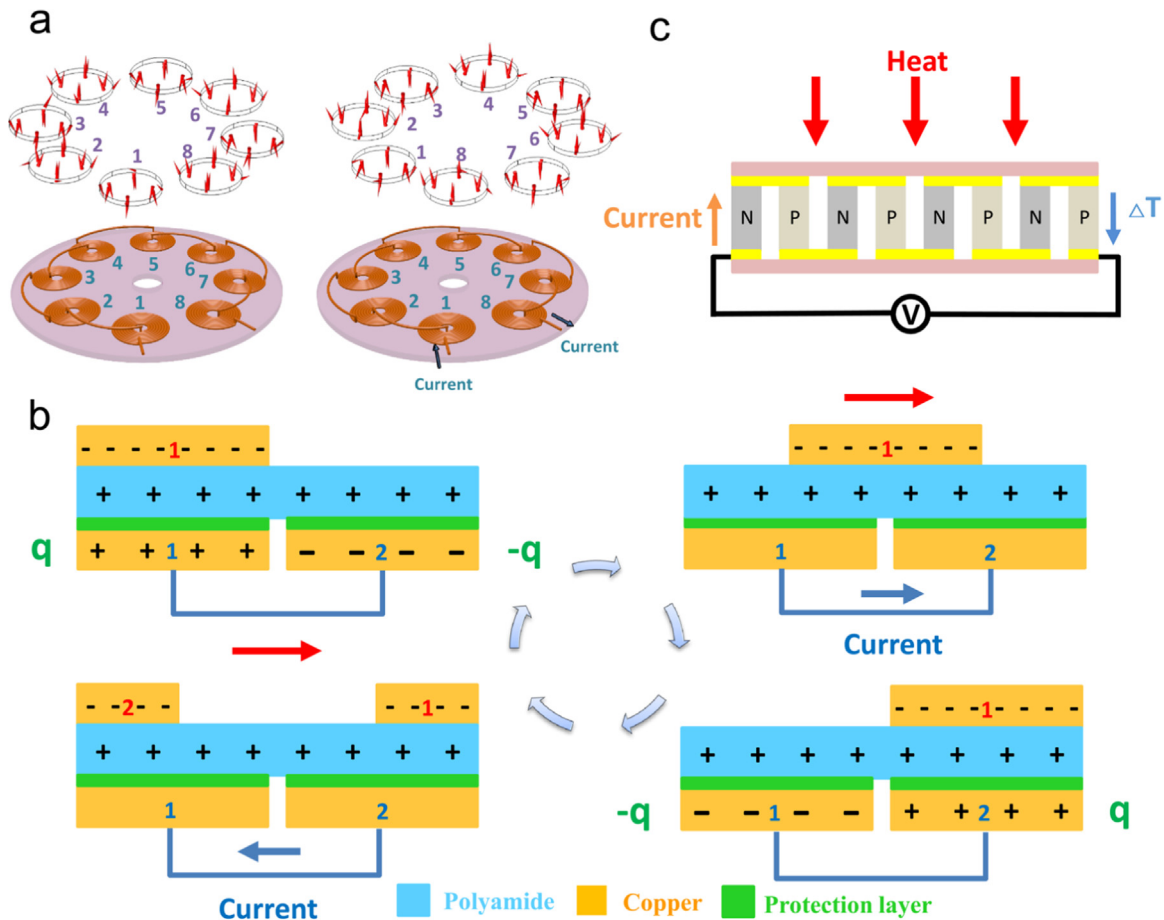 a
4
5
6
3
7
2
1
8
3
4
5
2
6
1
8
7
4
5
6
3
7
2
1
8
4
5
6
3
7
2
1
8
Current
Current
c
Heat
Current
N P N P N P N P
△T
V
b
- - - - 1 - - - -
+ + + + + + + +
q
+ + 1 + +
- - 2 - -
-q
- - - - 1 - - - -
+ + + + + + + +
1 2
Current
- - 2 - -
- - 1 - -
+ + + + + + + +
1 2
Current
- - - - 1 - - - -
+ + + + + + + +
-q
- - 1 - -
+ + 2 + +
q
Polyamide
Copper
Protection layer